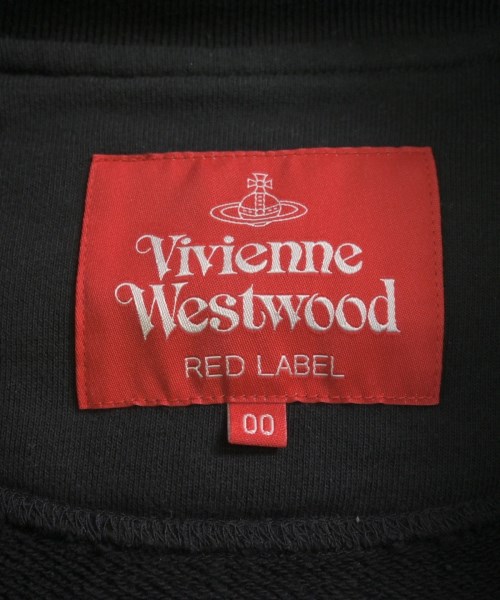 Vivienne
Westwood
RED LABEL
00